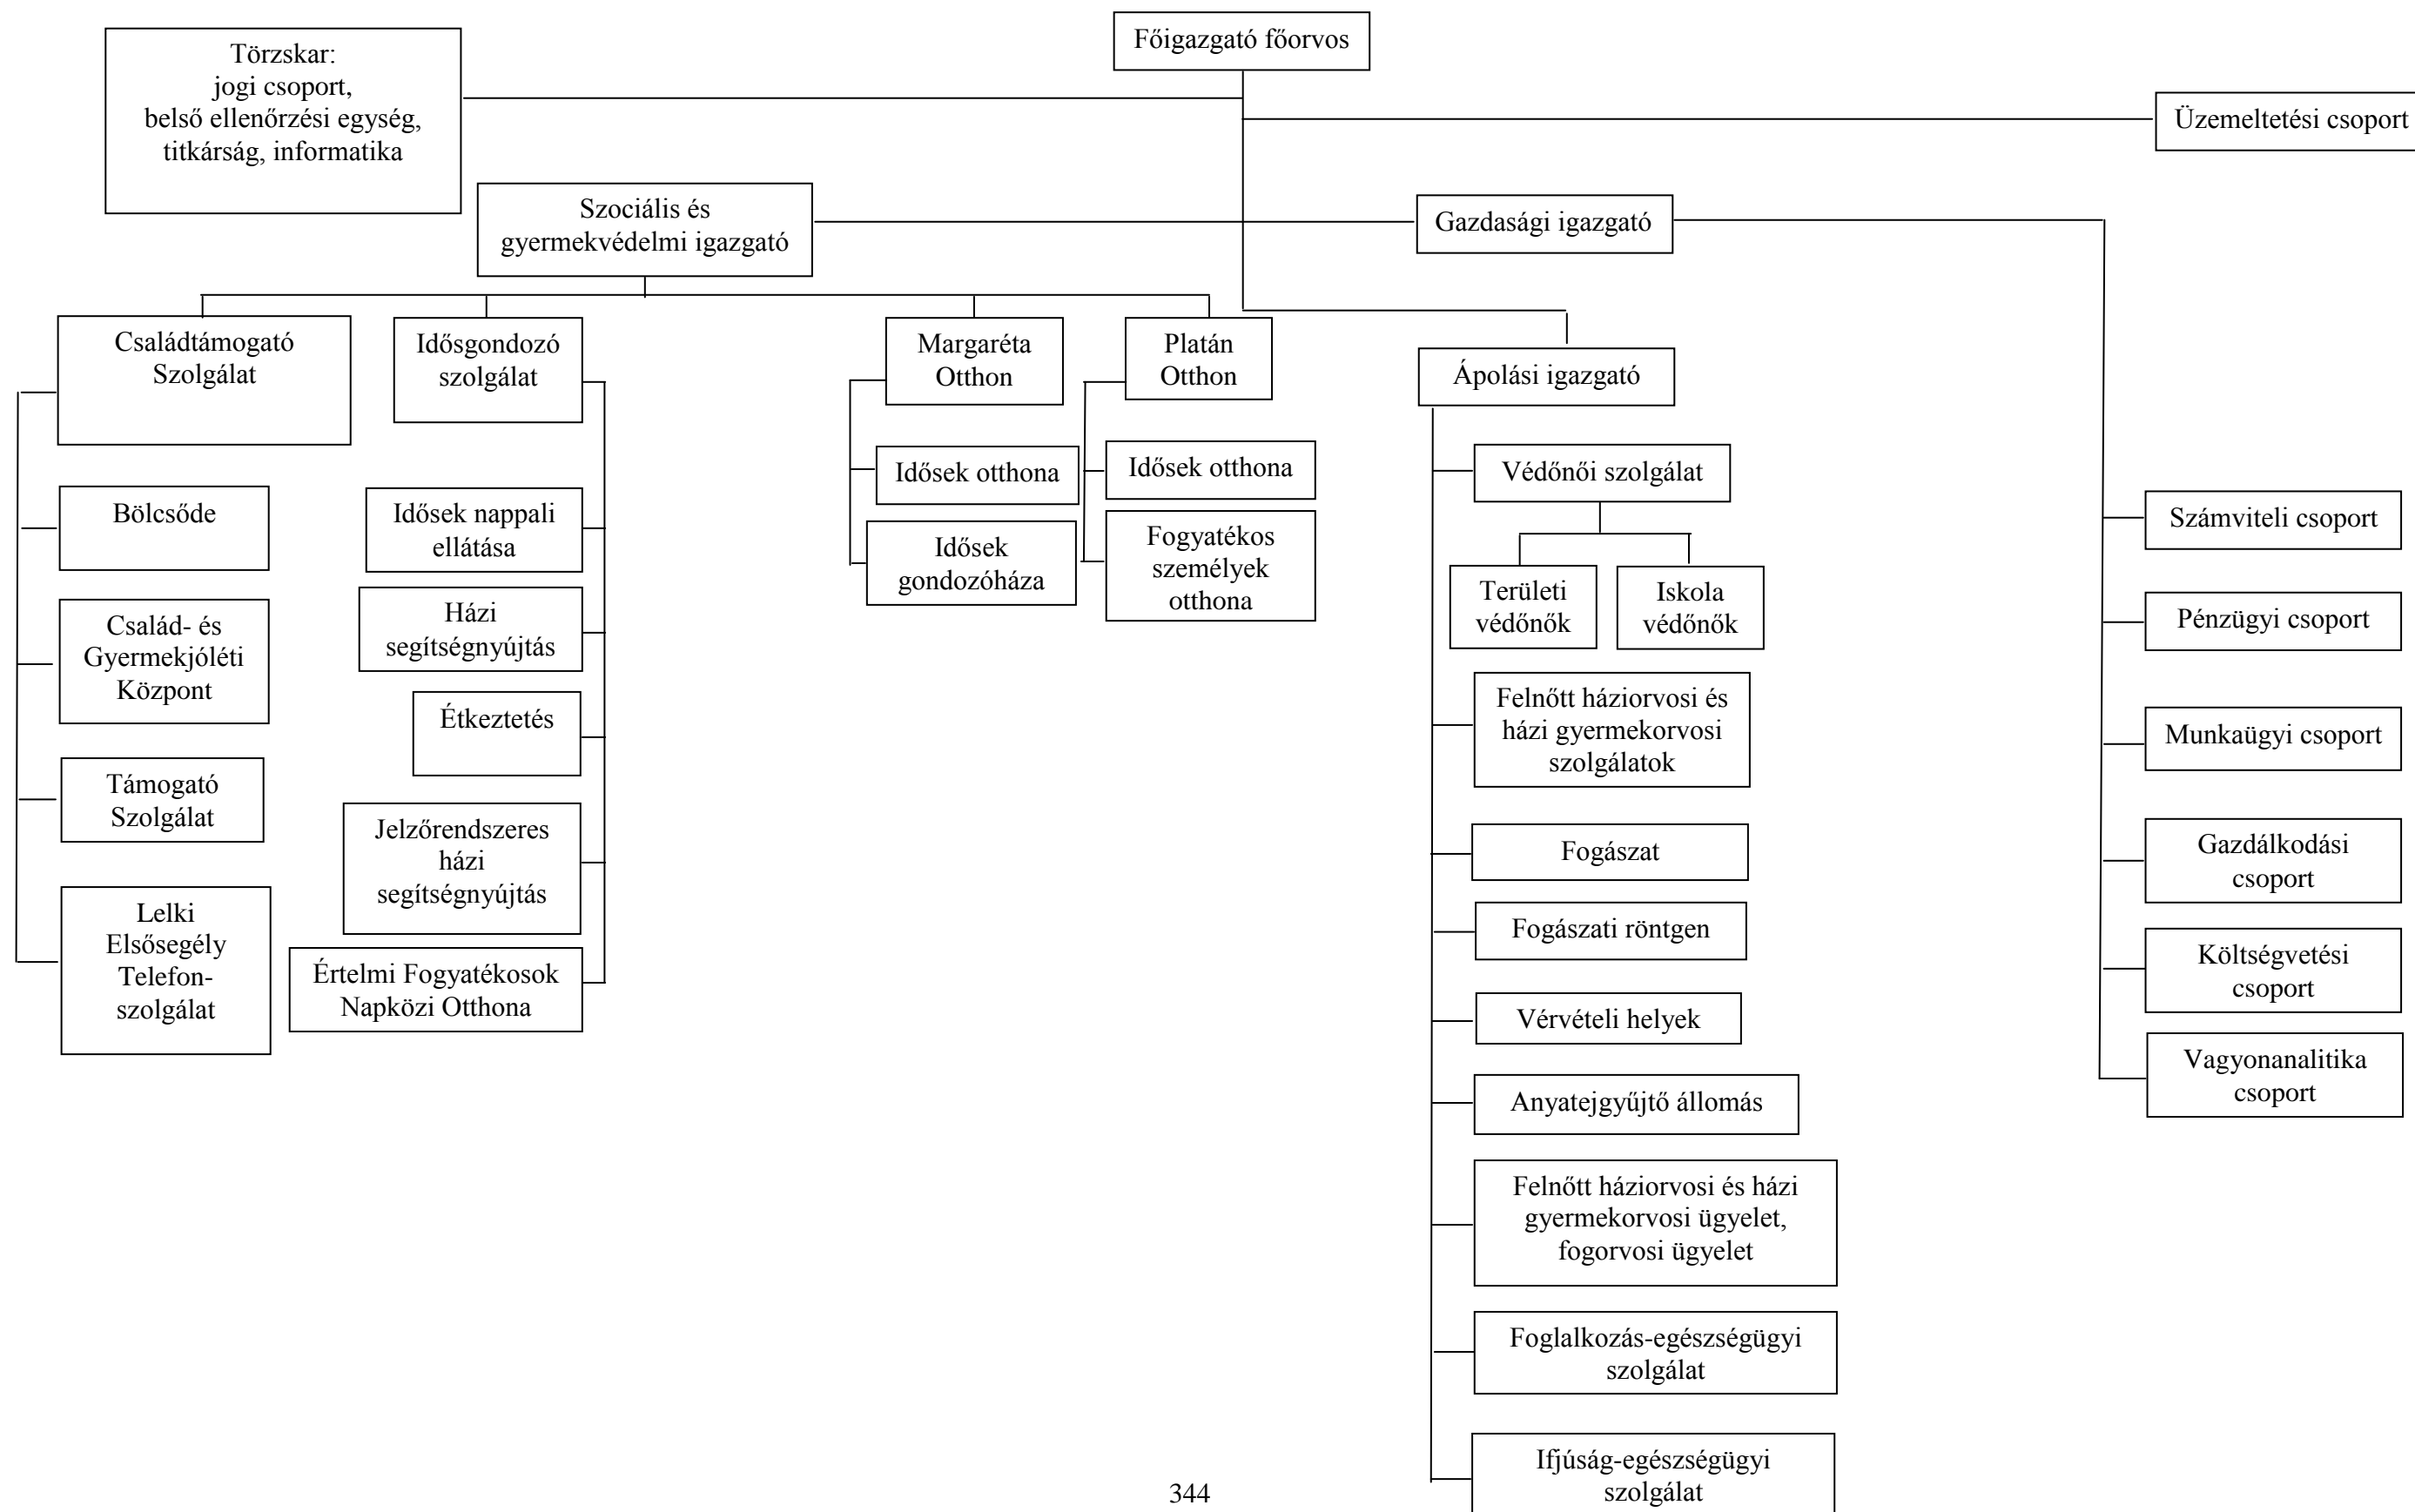 Főigazgató főorvos
Törzskar:
jogi csoport,
belső ellenőrzési egység,
titkárság, informatika
Üzemeltetési csoport
Szociális és
gyermekvédelmi igazgató
Gazdasági igazgató
Családtámogató
Szolgálat
Bölcsőde
Család- és
Gyermekjóléti
Központ
Támogató
Szolgálat
Lelki
Elsősegély
Telefon-
szolgálat
Idősgondozó
szolgálat
Idősek nappali
ellátása
Házi
segítségnyújtás
Étkeztetés
Jelzőrendszeres
házi
segítségnyújtás
Értelmi Fogyatékosok
Napközi Otthona
Margaréta
Otthon
Idősek otthona
Idősek
gondozóháza
Platán
Otthon
Idősek otthona
Fogyatékos
személyek
otthona
Ápolási igazgató
Védőnői szolgálat
Területi
védőnők
Iskola
védőnők
Felnőtt háziorvosi és
házi gyermekorvosi
szolgálatok
Fogászat
Fogászati röntgen
Vérvételi helyek
Anyatejgyűjtő állomás
Felnőtt háziorvosi és házi
gyermekorvosi ügyelet,
fogorvosi ügyelet
Foglalkozás-egészségügyi
szolgálat
Ifjúság-egészségügyi
szolgálat
Számviteli csoport
Pénzügyi csoport
Munkaügyi csoport
Gazdálkodási
csoport
Költségvetési
csoport
Vagyonanalitika
csoport
344